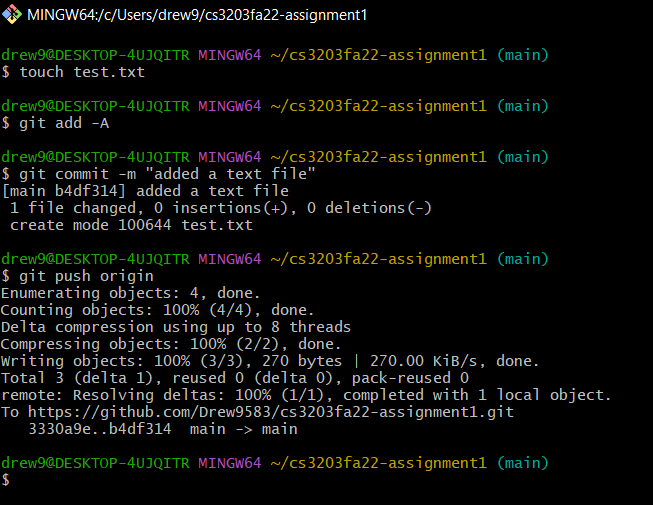 MINGW64:/c/Users/drew9/cs3203fa22-assignment1
drew9@DESKTOP-4UJQITR MINGW64 ~/cs3203fa22-assignment1 (main)
$ touch test.txt
drew9@DESKTOP-4UJQITR MINGW64 ~/cs3203fa22-assignment1 (main)
$ git add -A
drew9@DESKTOP-4UJQITR MINGW64 ~/cs3203fa22-assignment1 (main)
$ git commit -m "added a text file"
[main b4df314] added a text file
 1 file changed, 0 insertions(+), 0 deletions(-)
 create mode 100644 test.txt
drew9@DESKTOP-4UJQITR MINGW64 ~/cs3203fa22-assignment1 (main)
$ git push origin
Enumerating objects: 4, done.
Counting objects: 100% (4/4), done.
Delta compression using up to 8 threads
Compressing objects: 100% (2/2), done.
Writing objects: 100% (3/3), 270 bytes | 270.00 KiB/s, done.
Total 3 (delta 1), reused 0 (delta 0), pack-reused 0
remote: Resolving deltas: 100% (1/1), completed with 1 local object.
To https://github.com/Drew9583/cs3203fa22-assignment1.git
   3330a9e..b4df314  main -> main
drew9@DESKTOP-4UJQITR MINGW64 ~/cs3203fa22-assignment1 (main)
$